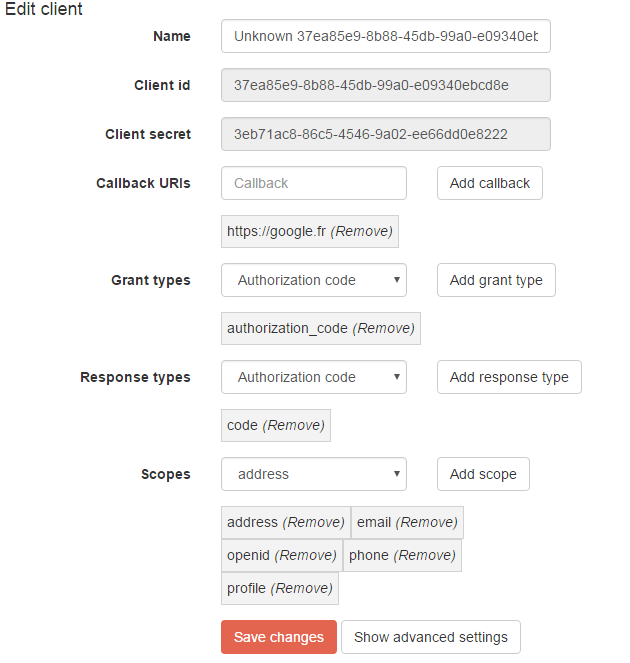 Edit client
Name Unknown 37ea85e9-8b88-45db-99a0-e09340eb
Client id 37ea85e9-8b88-45db-99a0-e09340ebcd8e
Client secret 3eb71ac8-86c5-4546-9a02-ee66dd0e8222
Callback URIs Callback Add callback
https://google.fr (Remove)
Grant types Authorization code Add grant type
authorization_code (Remove)
Response types Authorization code Add response type
code (Remove)
Scopes address Add scope
address (Remove) email (Remove)
openid (Remove) phone (Remove)
profile (Remove)
Save changes Show advanced settings